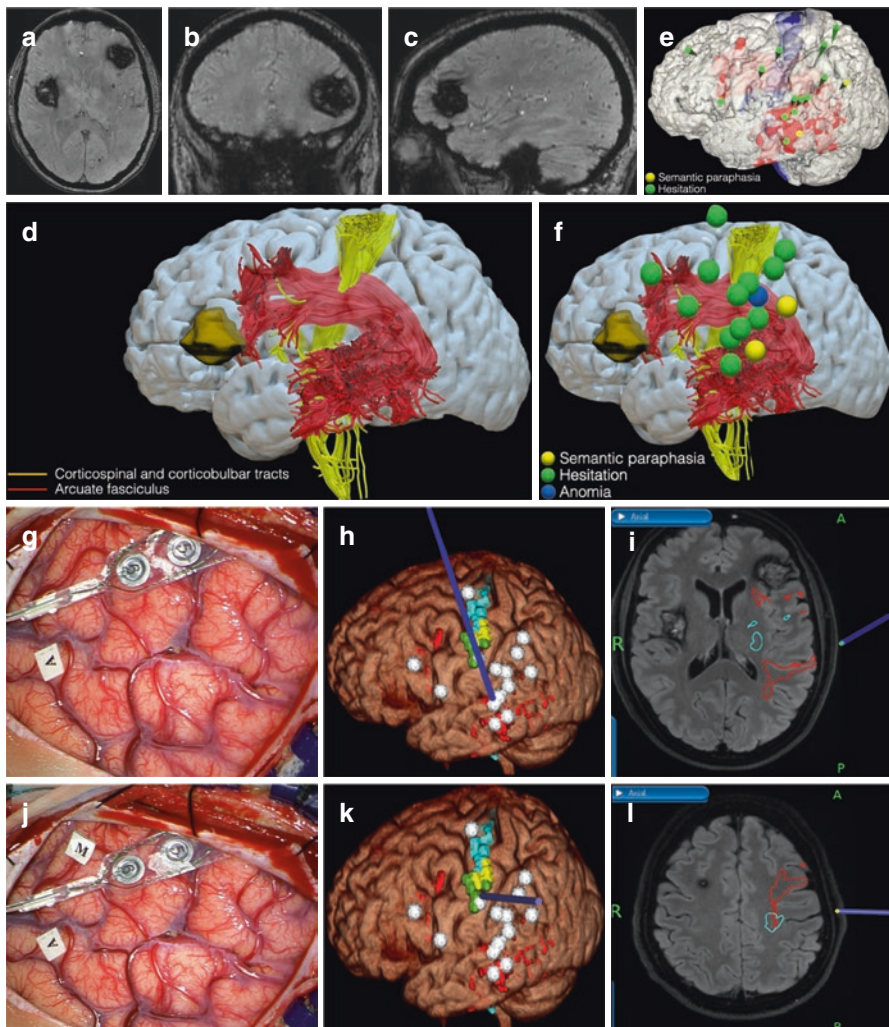 a
b
c
e
Semantic paraphasia
Hesitation
d
Corticospinal and corticobulbar tracts
Arcuate fasciculus
f
Semantic paraphasia
Hesitation
Anomia
g
A
h
i
Axial
A
R
P
j
M
A
k
l
Axial
A
R